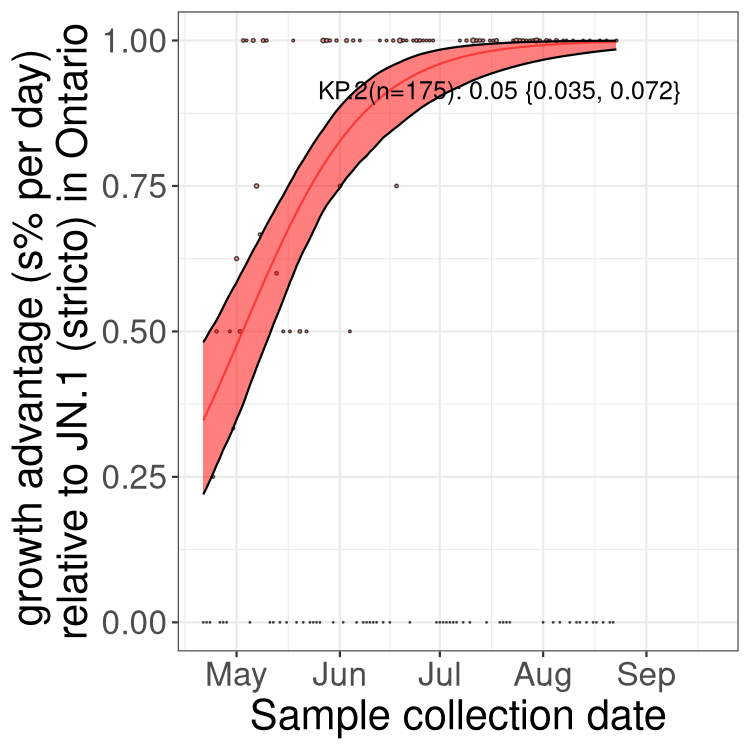 growth advantage (s% per day)
relative to JN.1 (stricto) in Ontario
1.00
0.75
0.50
0.25
0.00
KP.2(n=175): 0.05 {0.035, 0.072}
May Jun Jul Aug Sep
Sample collection date